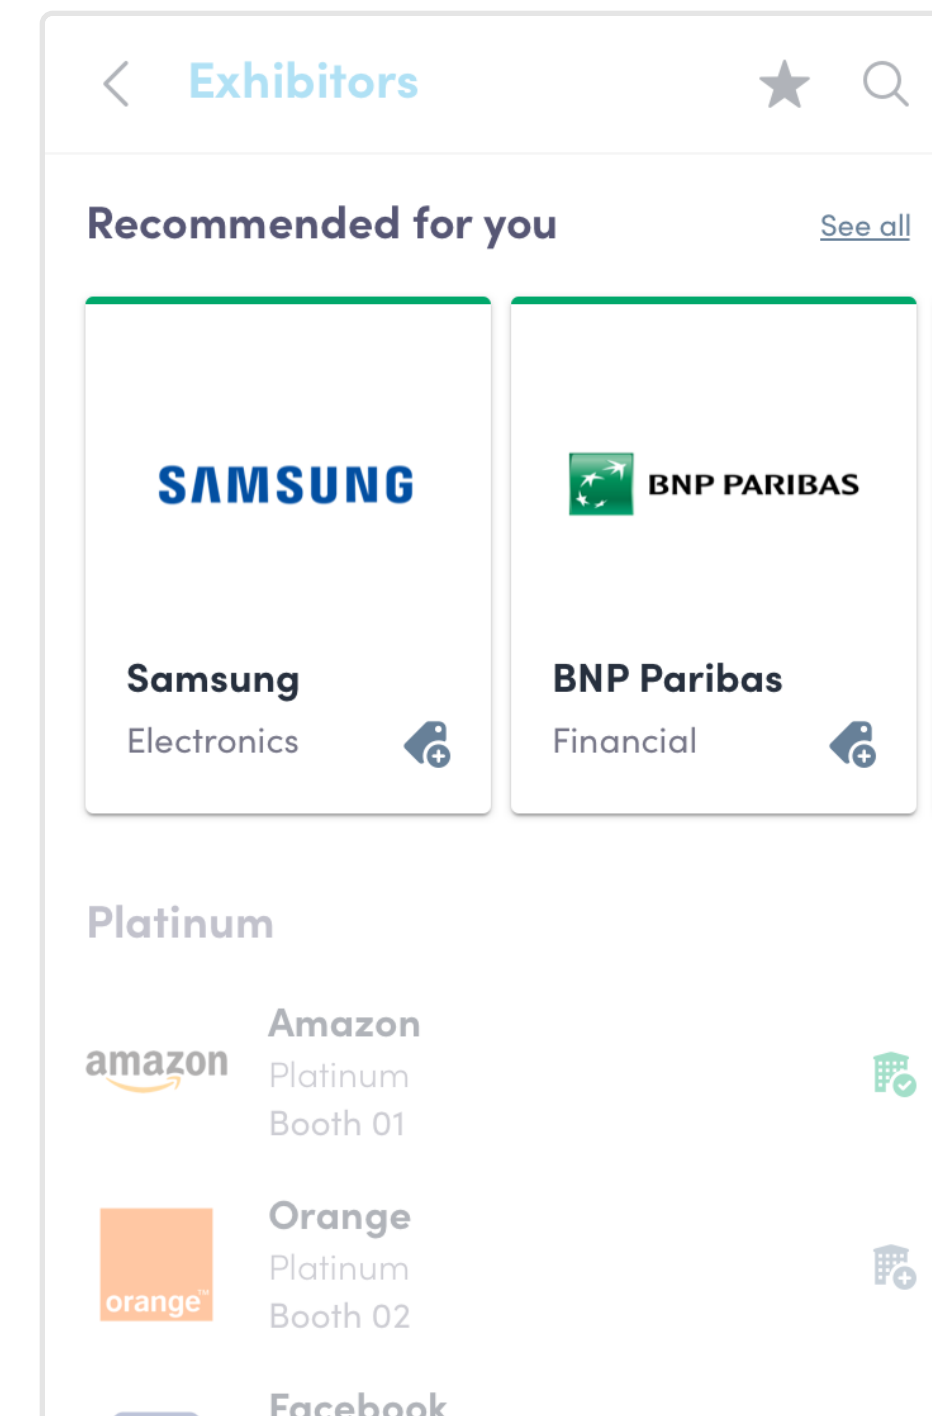 Exhibitors
Recommended for you
See all
SAMSUNG
BNP PARIBAS
Samsung
Electronics
BNP Paribas
Financial
Platinum
amazon
Amazon
Platinum
Booth 01
orange™
Orange
Platinum
Booth 02
Facebook